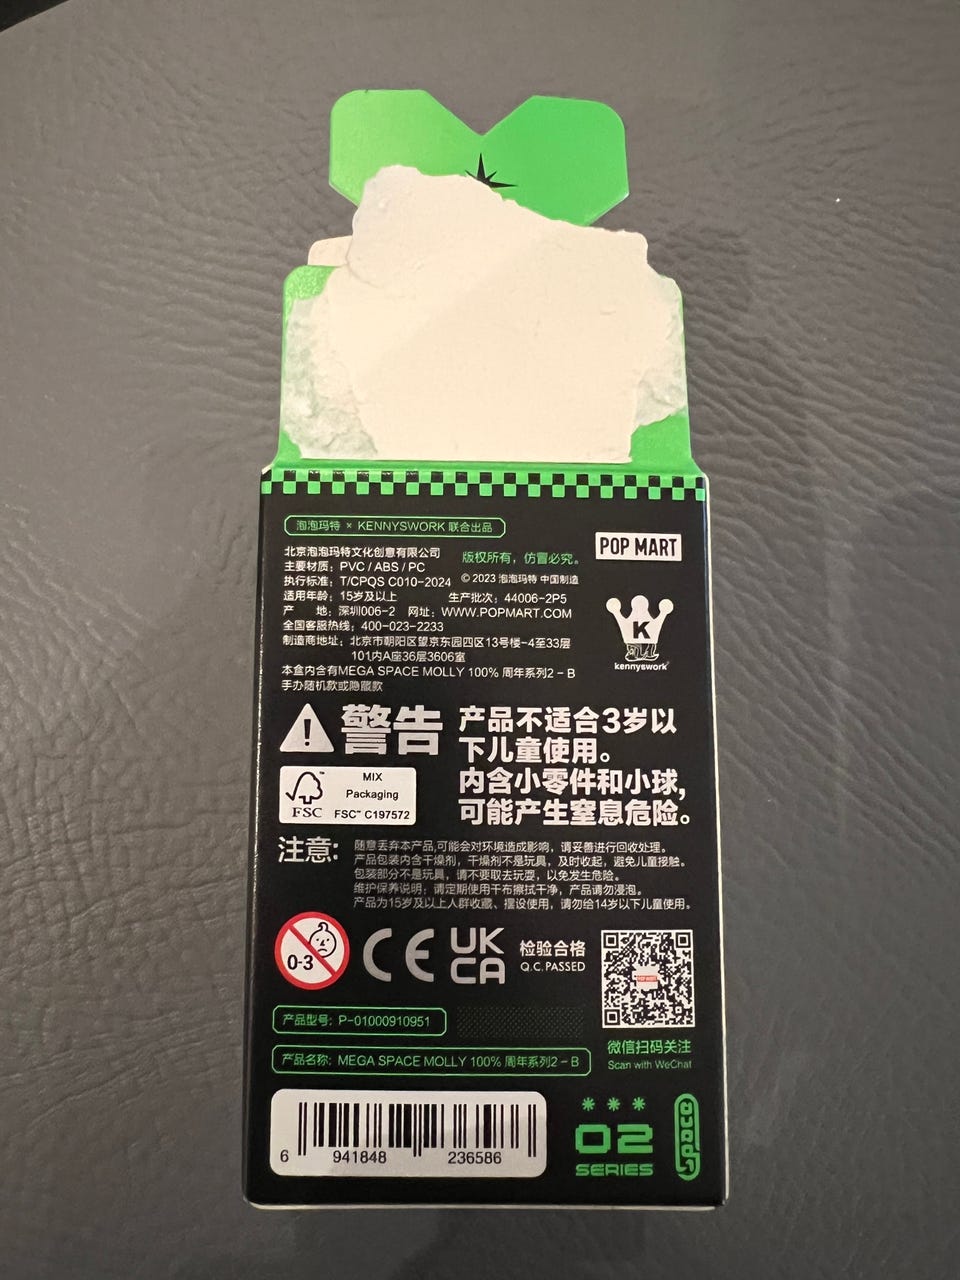 泡泡玛特 × KENNYSWORK 联合出品
北京泡泡玛特文化创意有限公司
版权所有，仿冒必究。
POP MART
主要材质：PVC / ABS / PC
执行标准：T/CPQS C010-2024
© 2023 泡泡玛特 中国制造
适用年龄：15岁及以上
生产批次：44006-2P5
产 地：深圳006-2 网址：WWW.POPMART.COM
全国客服热线：400-023-2233
制造商地址：北京市朝阳区望京东园四区13号楼-4至33层
101内A座36层3606室
本盒内含有MEGA SPACE MOLLY 100% 周年系列2 - B
手办随机款或隐藏款
K
kennyswork
警告
产品不适合3岁以
下儿童使用。
内含小零件和小球,
可能产生窒息危险。
MIX
Packaging
FSC
FSC™ C197572
注意:
随意丢弃本产品,可能会对环境造成影响，请妥善进行回收处理。
产品包装内含干燥剂，干燥剂不是玩具，及时收起，避免儿童接触。
包装部分不是玩具，请不要取去玩耍，以免发生危险。
维护保养说明：请定期使用干布擦拭干净，产品请勿浸泡。
产品为15岁及以上人群收藏、摆设使用，请勿给14岁以下儿童使用。
0-3
CE
UK
CA
检验合格
Q.C.PASSED
POP MART
微信扫码关注
Scan with WeChat
产品型号：P-01000910951
产品名称：MEGA SPACE MOLLY 100% 周年系列2 - B
6 941848 236586
02
SERIES
space